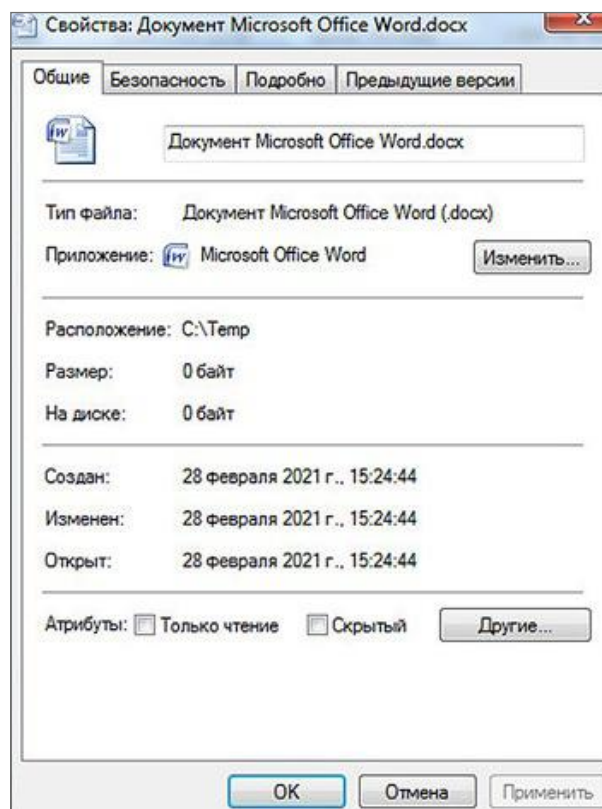 Свойства: Документ Microsoft Office Word.docx
Общие Безопасность Подробно Предыдущие версии
Документ Microsoft Office Word.docx
Тип файла: Документ Microsoft Office Word (.docx)
Приложение: Microsoft Office Word Изменить...
Расположение: C:\Temp
Размер: 0 байт
На диске: 0 байт
Создан: 28 февраля 2021 г., 15:24:44
Изменен: 28 февраля 2021 г., 15:24:44
Открыт: 28 февраля 2021 г., 15:24:44
Атрибуты: Только чтение Скрытый Другие...
OK Отмена Применить